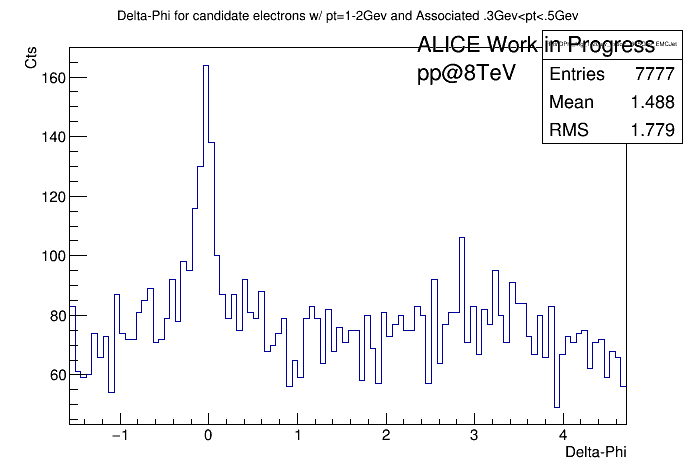 Delta-Phi for candidate electrons w/ pt=1-2Gev and Associated .3Gev<pt<.5Gev
Cts
ALICE Work in Progress
pp@8TeV
EMCJet
Entries 7777
Mean 1.488
RMS 1.779
160
140
120
100
80
60
−1 0 1 2 3 4
Delta-Phi